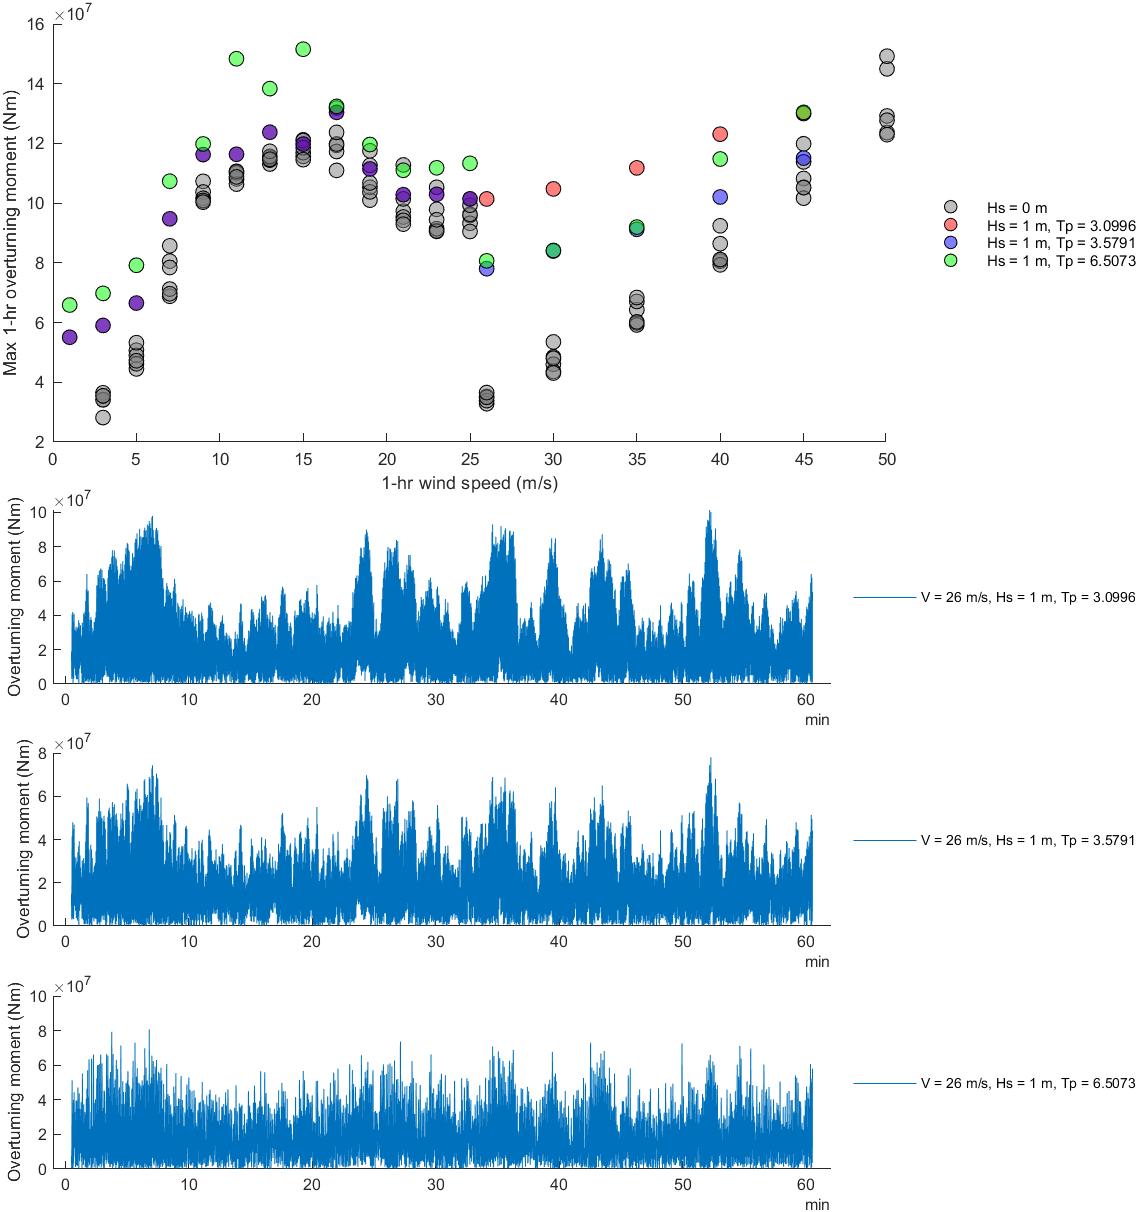 ×10^7
16
14
12
10
8
6
4
2
Max 1-hr overturning moment (Nm)
0 5 10 15 20 25 30 35 40 45 50
1-hr wind speed (m/s)
Hs = 0 m
Hs = 1 m, Tp = 3.0996
Hs = 1 m, Tp = 3.5791
Hs = 1 m, Tp = 6.5073
×10^7
10
8
6
4
2
0
Overturning moment (Nm)
0 10 20 30 40 50 60
min
V = 26 m/s, Hs = 1 m, Tp = 3.0996
×10^7
8
6
4
2
0
Overturning moment (Nm)
0 10 20 30 40 50 60
min
V = 26 m/s, Hs = 1 m, Tp = 3.5791
×10^7
10
8
6
4
2
0
Overturning moment (Nm)
0 10 20 30 40 50 60
min
V = 26 m/s, Hs = 1 m, Tp = 6.5073